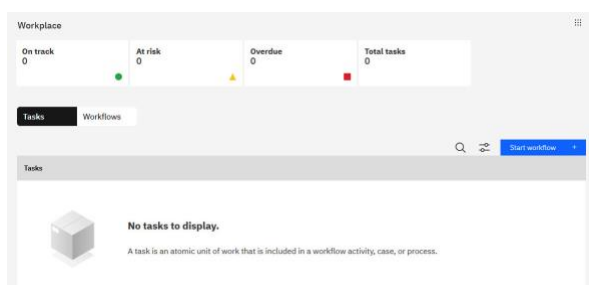 Workplace
On track
0
At risk
0
Overdue
0
Total tasks
0
Tasks
Workflows
Start workflow +
Tasks
No tasks to display.
A task is an atomic unit of work that is included in a workflow activity, case, or process.